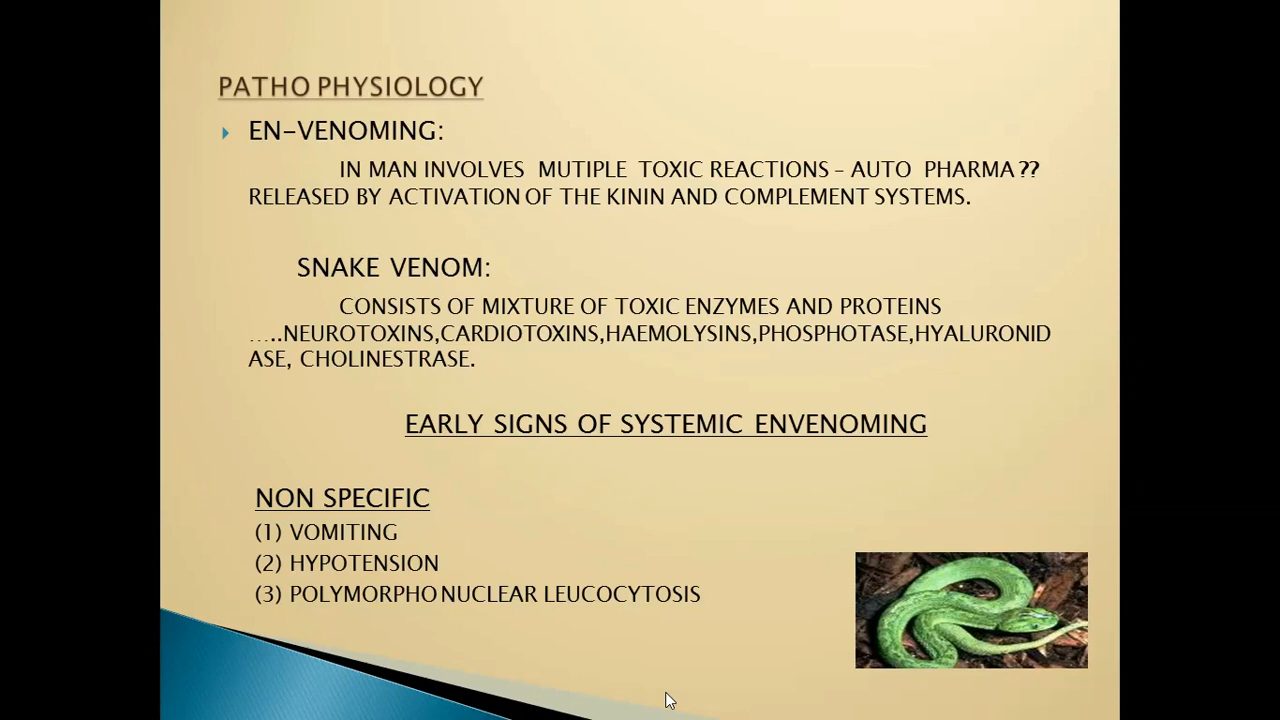 PATHO PHYSIOLOGY
EN-VENOMING:
IN MAN INVOLVES MUTIPLE TOXIC REACTIONS – AUTO PHARMA ??
RELEASED BY ACTIVATION OF THE KININ AND COMPLEMENT SYSTEMS.
SNAKE VENOM:
CONSISTS OF MIXTURE OF TOXIC ENZYMES AND PROTEINS
…..NEUROTOXINS,CARDIOTOXINS,HAEMOLYSINS,PHOSPHOTASE,HYALURONID
ASE, CHOLINESTRASE.
EARLY SIGNS OF SYSTEMIC ENVENOMING
NON SPECIFIC
(1) VOMITING
(2) HYPOTENSION
(3) POLYMORPHO NUCLEAR LEUCOCYTOSIS